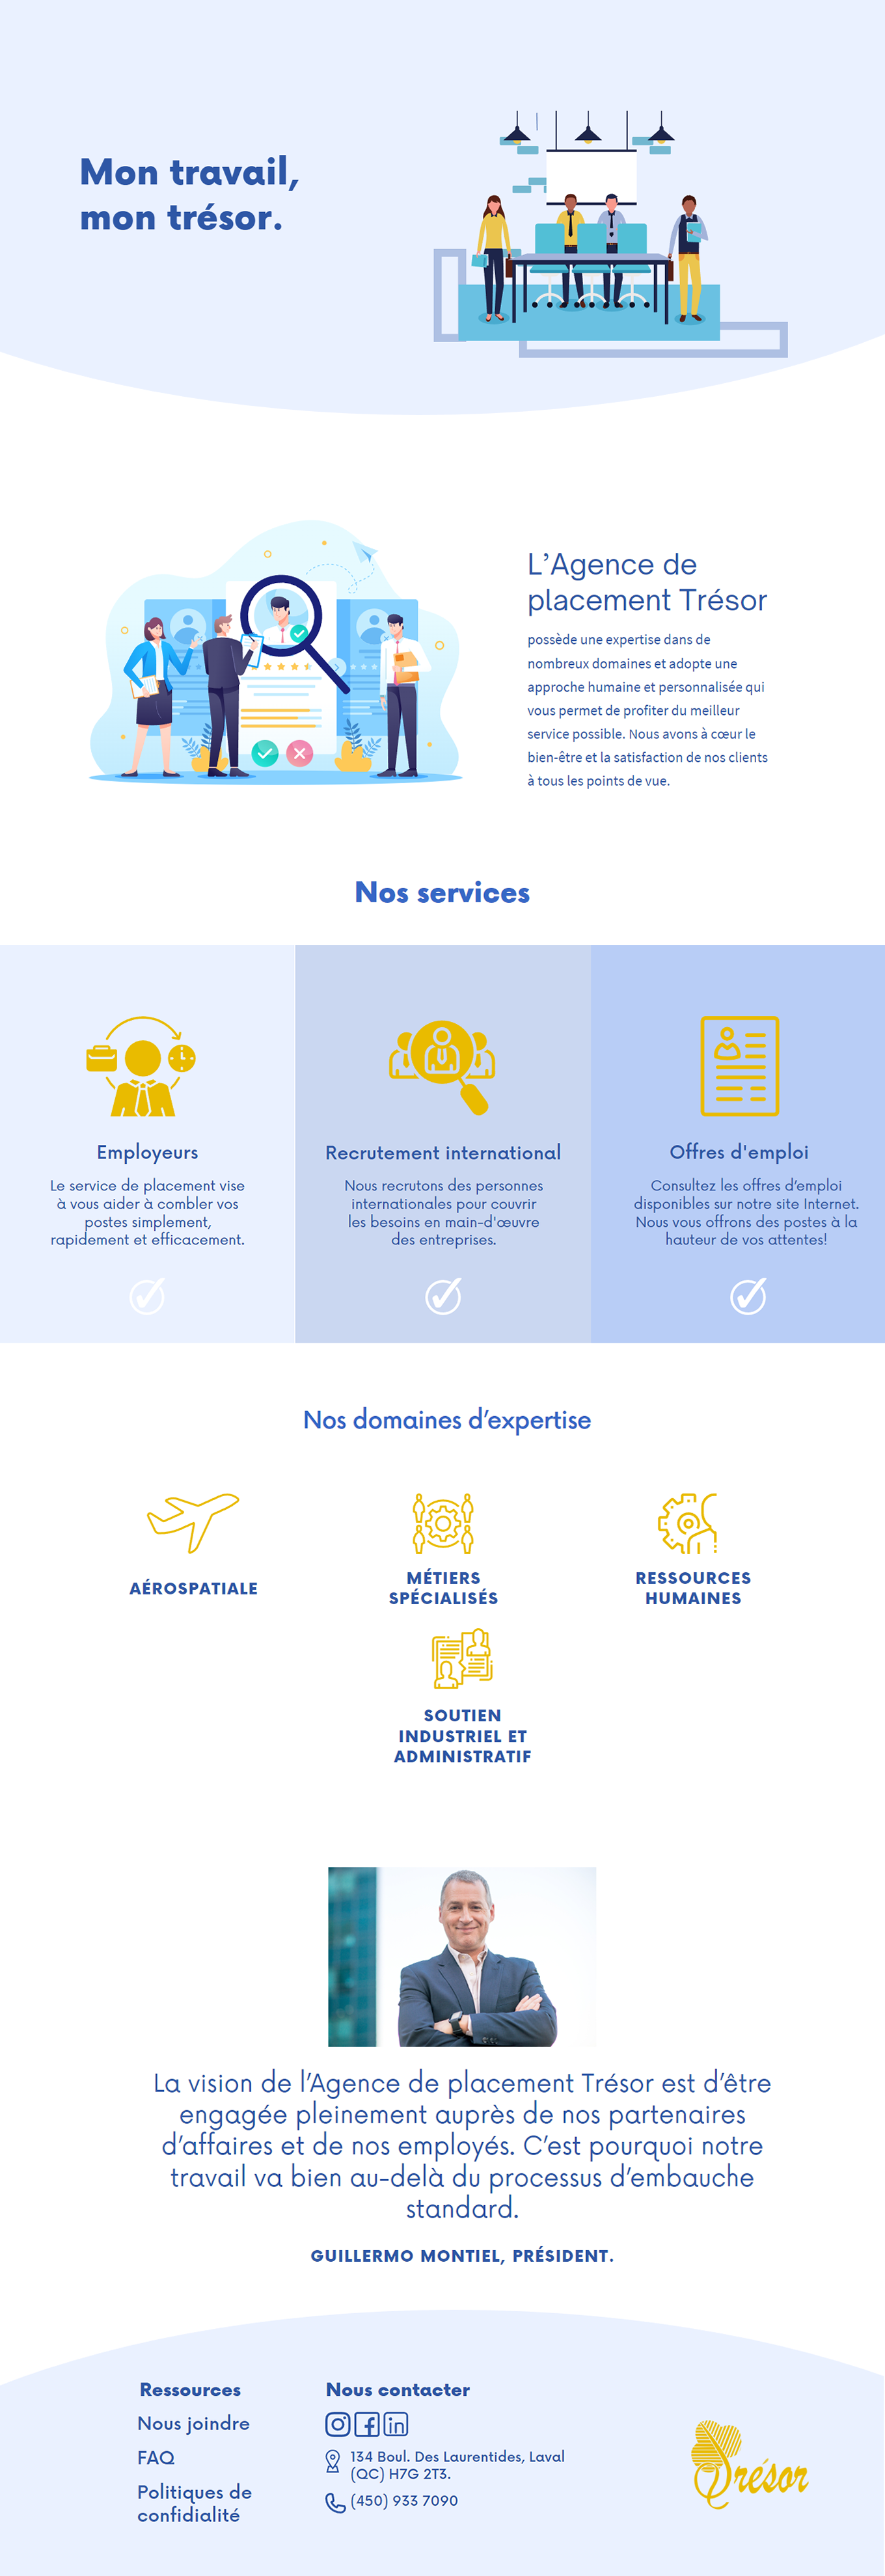 Mon travail,
mon trésor.
L'Agence de
placement Trésor
possède une expertise dans de
nombreux domaines et adopte une
approche humaine et personnalisée qui
vous permet de profiter du meilleur
service possible. Nous avons à cœur le
bien-être et la satisfaction de nos clients
à tous les points de vue.
Nos services
Employeurs
Le service de placement vise
à vous aider à combler vos
postes simplement,
rapidement et efficacement.
Recrutement international
Nous recrutons des personnes
internationales pour couvrir
les besoins en main-d'œuvre
des entreprises.
Offres d'emploi
Consultez les offres d'emploi
disponibles sur notre site Internet.
Nous vous offrons des postes à la
hauteur de vos attentes!
Nos domaines d'expertise
AÉROSPATIALE
MÉTIERS
SPÉCIALISÉS
RESSOURCES
HUMAINES
SOUTIEN
INDUSTRIEL ET
ADMINISTRATIF
La vision de l'Agence de placement Trésor est d'être
engagée pleinement auprès de nos partenaires
d'affaires et de nos employés. C'est pourquoi notre
travail va bien au-delà du processus d'embauche
standard.
GUILLERMO MONTIEL, PRÉSIDENT.
Ressources
Nous joindre
FAQ
Politiques de
confidialité
Nous contacter
134 Boul. Des Laurentides, Laval
(QC) H7G 2T3.
(450) 933 7090
Trésor